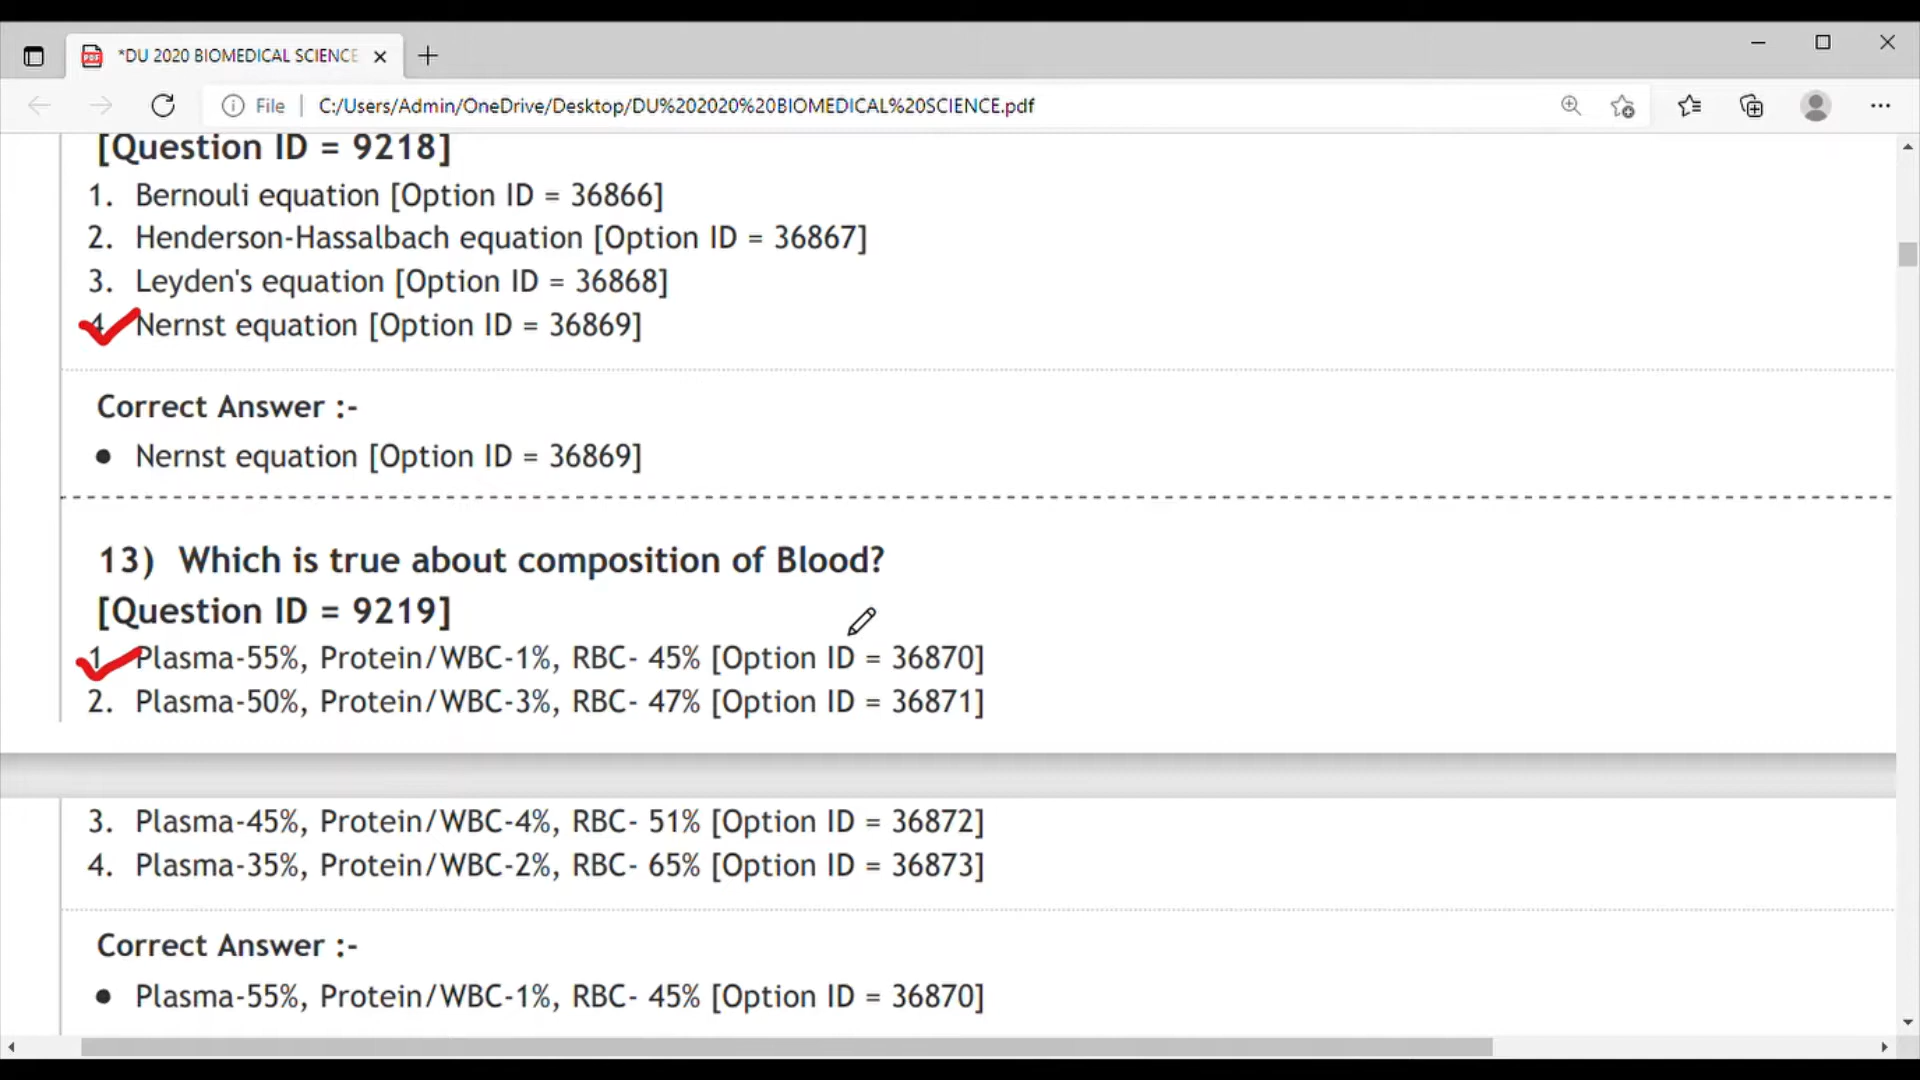 *DU 2020 BIOMEDICAL SCIENCE
File
C:/Users/Admin/OneDrive/Desktop/DU%202020%20BIOMEDICAL%20SCIENCE.pdf
[Question ID = 9218]
1. Bernouli equation [Option ID = 36866]
2. Henderson-Hassalbach equation [Option ID = 36867]
3. Leyden's equation [Option ID = 36868]
4. Nernst equation [Option ID = 36869]
Correct Answer :-
• Nernst equation [Option ID = 36869]
13) Which is true about composition of Blood?
[Question ID = 9219]
1. Plasma-55%, Protein/WBC-1%, RBC- 45% [Option ID = 36870]
2. Plasma-50%, Protein/WBC-3%, RBC- 47% [Option ID = 36871]
3. Plasma-45%, Protein/WBC-4%, RBC- 51% [Option ID = 36872]
4. Plasma-35%, Protein/WBC-2%, RBC- 65% [Option ID = 36873]
Correct Answer :-
• Plasma-55%, Protein/WBC-1%, RBC- 45% [Option ID = 36870]